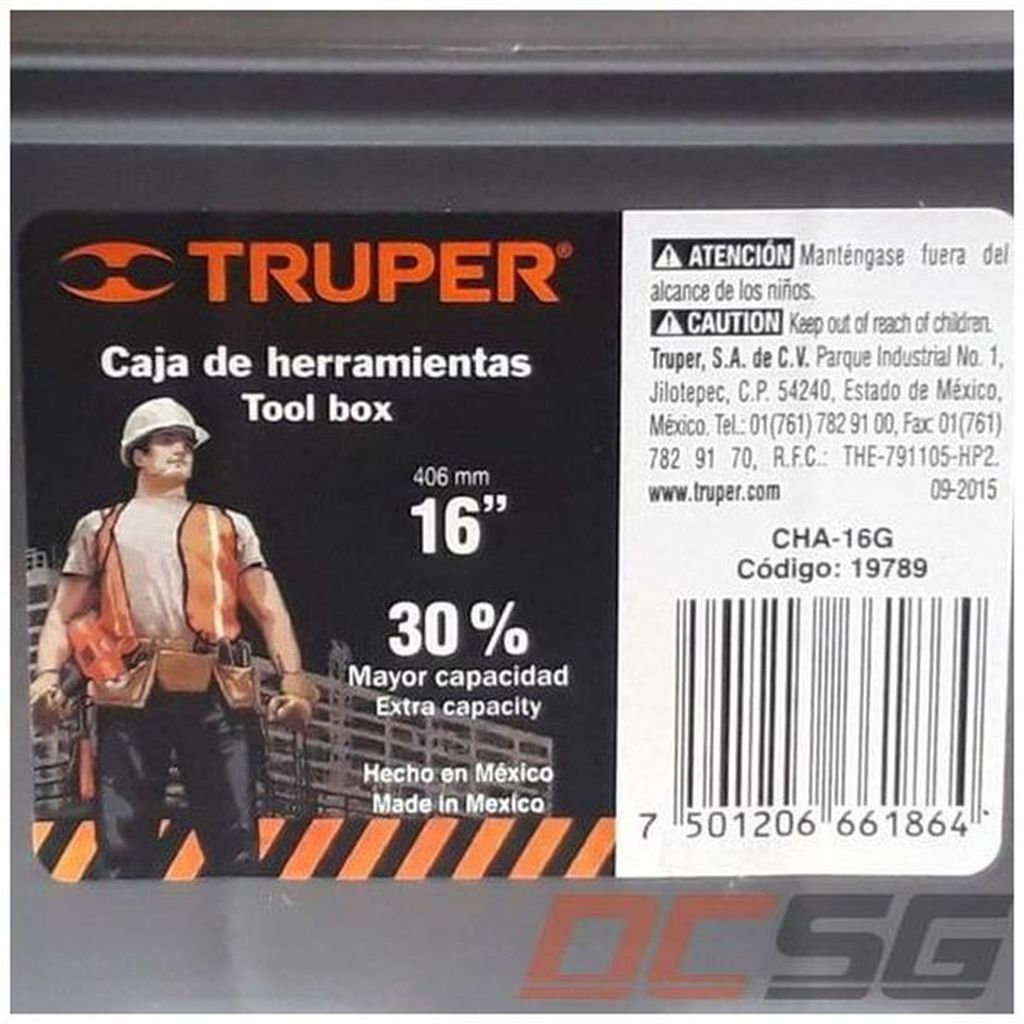 TRUPER®
Caja de herramientas
Tool box
406 mm
16”
30 %
Mayor capacidad
Extra capacity
Hecho en México
Made in Mexico
ATENCIÓN Manténgase fuera del
alcance de los niños.
CAUTION Keep out of reach of children.
Truper, S.A. de C.V. Parque Industrial No. 1,
Jilotepec, C.P. 54240, Estado de México,
México. Tel.: 01(761) 782 91 00, Fax: 01(761)
782 91 70, R.F.C.: THE-791105-HP2.
www.truper.com 09-2015
CHA-16G
Código: 19789
7 501206 661864
DCSG